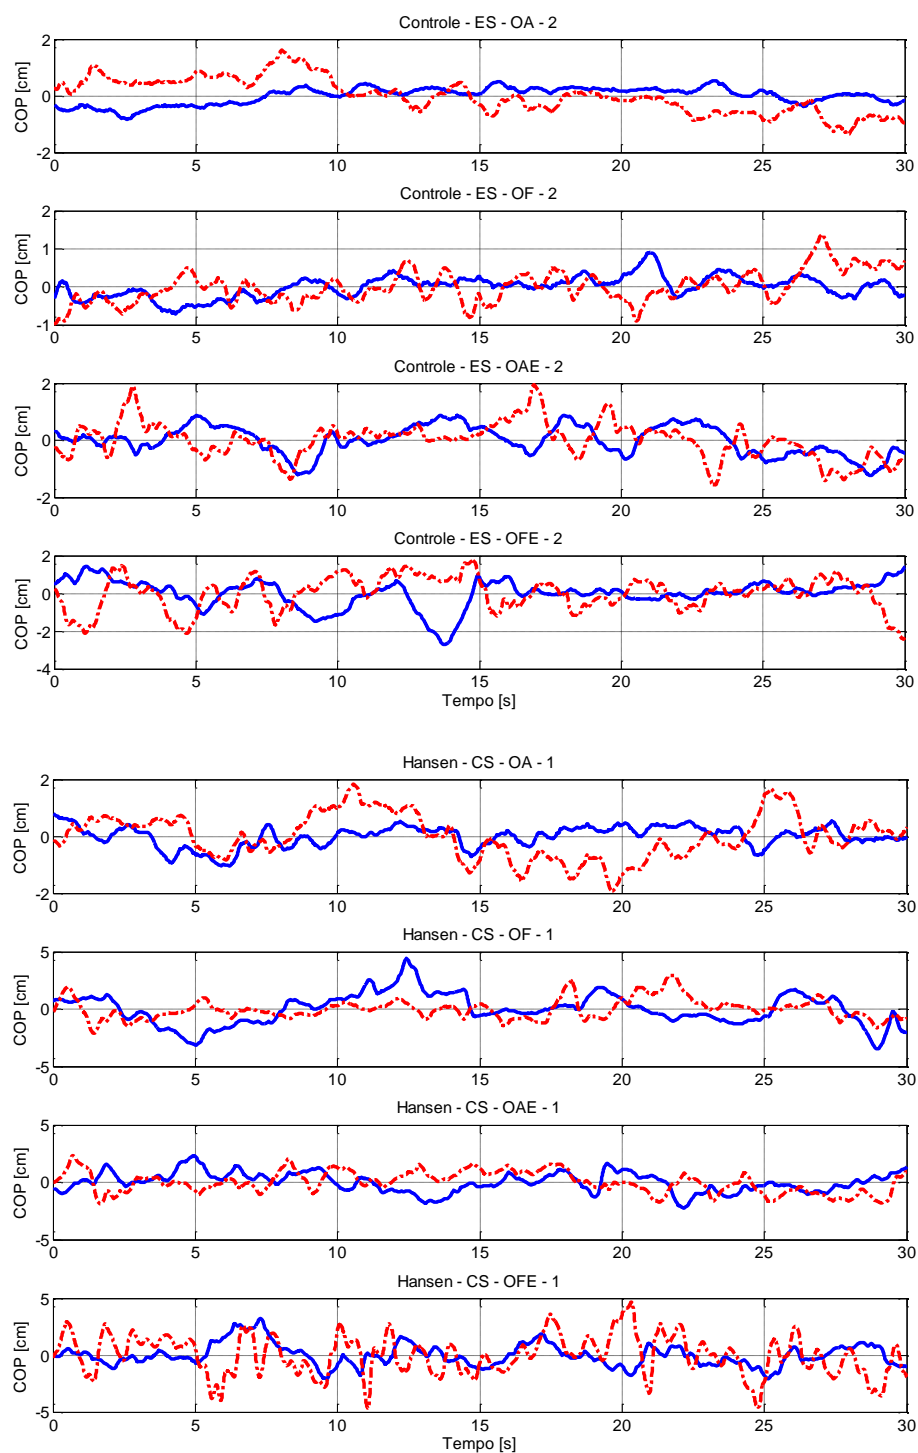 Controle - ES - OA - 2
2
0
-2
COP [cm]
0 5 10 15 20 25 30
Controle - ES - OF - 2
2
1
0
-1
COP [cm]
0 5 10 15 20 25 30
Controle - ES - OAE - 2
2
0
-2
COP [cm]
0 5 10 15 20 25 30
Controle - ES - OFE - 2
2
0
-2
-4
COP [cm]
0 5 10 15 20 25 30
Tempo [s]
Hansen - CS - OA - 1
2
0
-2
COP [cm]
0 5 10 15 20 25 30
Hansen - CS - OF - 1
5
0
-5
COP [cm]
0 5 10 15 20 25 30
Hansen - CS - OAE - 1
5
0
-5
COP [cm]
0 5 10 15 20 25 30
Hansen - CS - OFE - 1
5
0
-5
COP [cm]
0 5 10 15 20 25 30
Tempo [s]